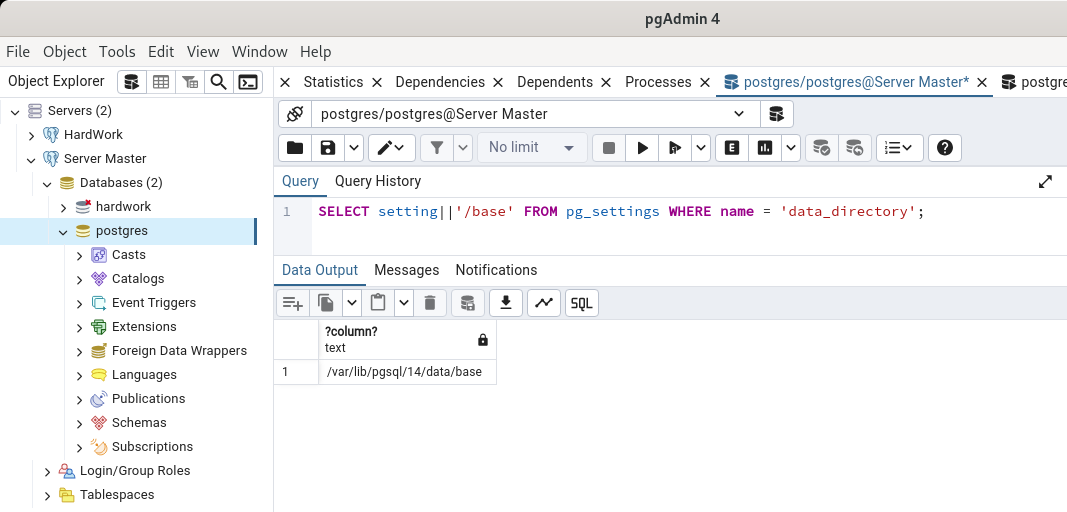 pgAdmin 4
File Object Tools Edit View Window Help
Object Explorer
Statistics Dependencies Dependents Processes postgres/postgres@Server Master* postgre
Servers (2)
HardWork
Server Master
Databases (2)
hardwork
postgres
Casts
Catalogs
Event Triggers
Extensions
Foreign Data Wrappers
Languages
Publications
Schemas
Subscriptions
Login/Group Roles
Tablespaces
postgres/postgres@Server Master
No limit
E
Query Query History
1 SELECT setting||'/base' FROM pg_settings WHERE name = 'data_directory';
Data Output Messages Notifications
SQL
?column?
text
1 /var/lib/pgsql/14/data/base